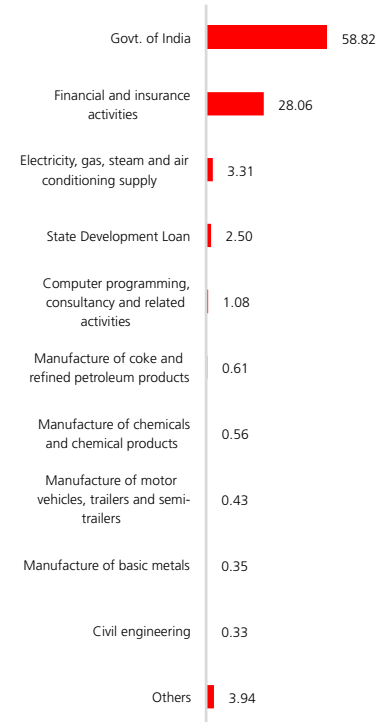 Govt. of India
58.82
Financial and insurance
activities
28.06
Electricity, gas, steam and air
conditioning supply
3.31
State Development Loan
2.50
Computer programming,
consultancy and related
activities
1.08
Manufacture of coke and
refined petroleum products
0.61
Manufacture of chemicals
and chemical products
0.56
Manufacture of motor
vehicles, trailers and semi-
trailers
0.43
Manufacture of basic metals
0.35
Civil engineering
0.33
Others
3.94